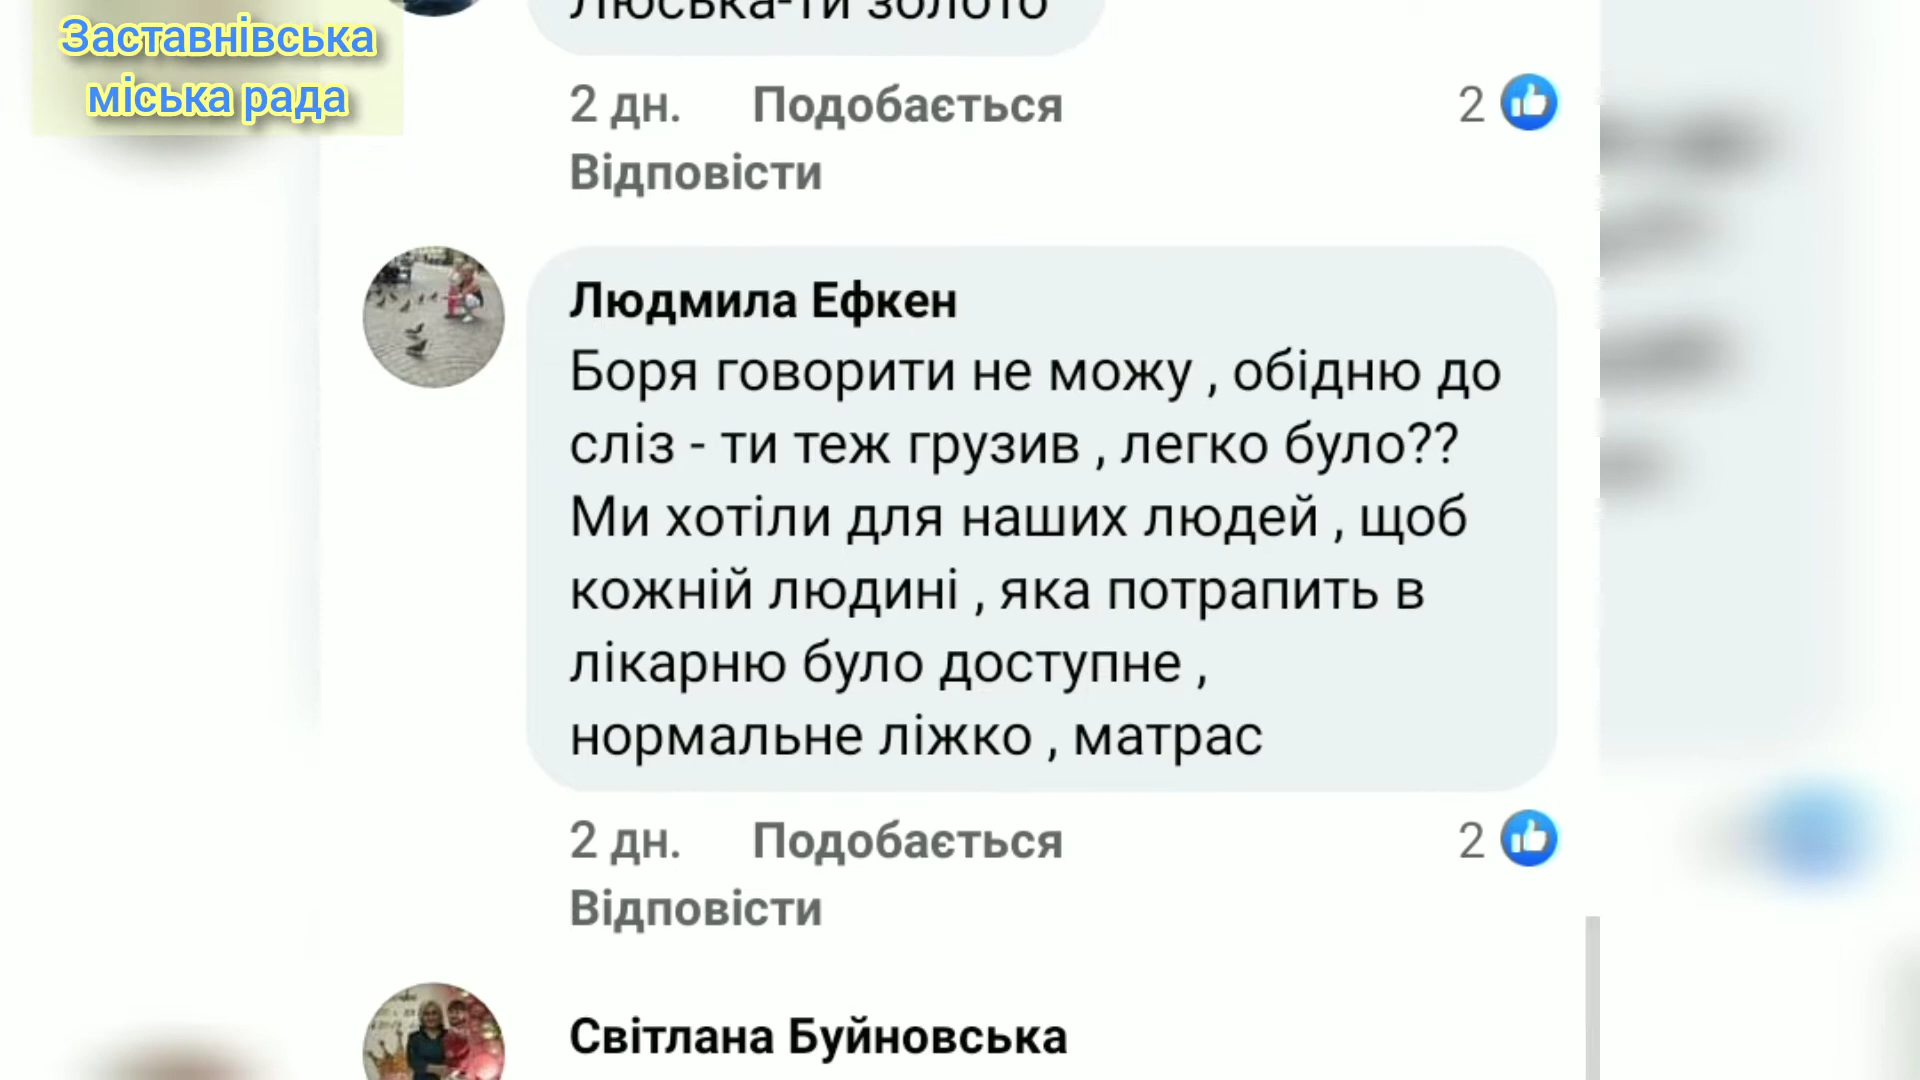 Заставнівська
міська рада
Люська-ти золото
2 дн. Подобається 2
Відповісти
Людмила Ефкен
Боря говорити не можу , обідню до
сліз - ти теж грузив , легко було??
Ми хотіли для наших людей , щоб
кожній людині , яка потрапить в
лікарню було доступне ,
нормальне ліжко , матрас
2 дн. Подобається 2
Відповісти
Світлана Буйновська